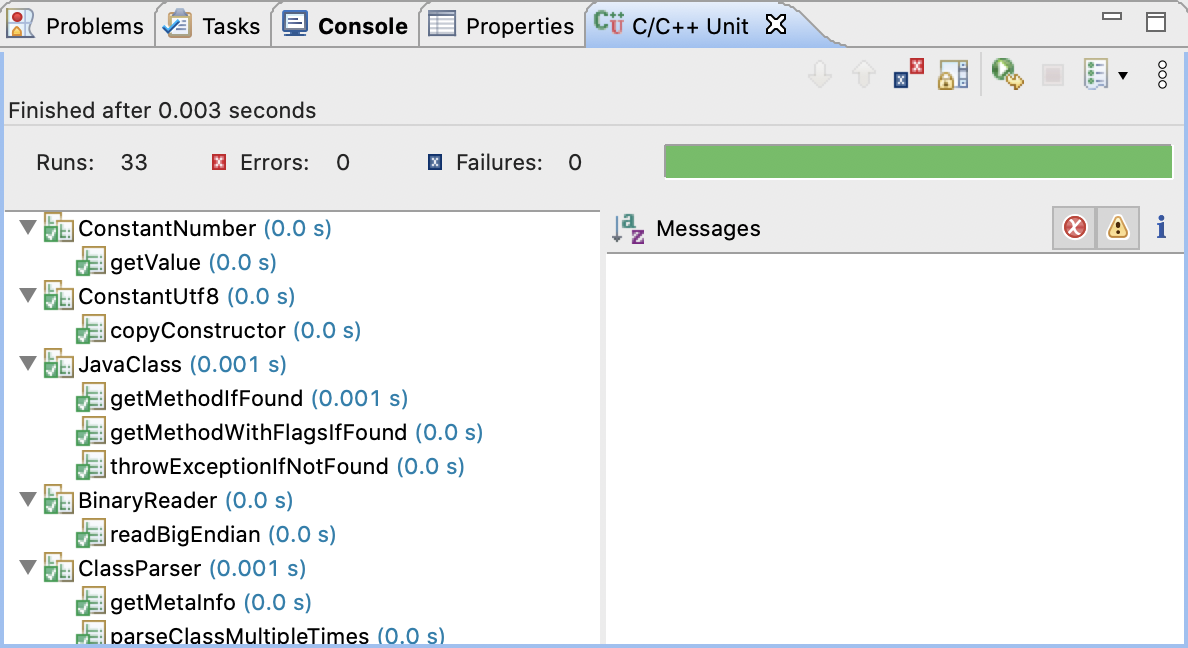 Problems Tasks Console Properties C/C++ Unit
Finished after 0.003 seconds
Runs: 33 Errors: 0 Failures: 0
ConstantNumber (0.0 s)
getValue (0.0 s)
ConstantUtf8 (0.0 s)
copyConstructor (0.0 s)
JavaClass (0.001 s)
getMethodIfFound (0.001 s)
getMethodWithFlagsIfFound (0.0 s)
throwExceptionIfNotFound (0.0 s)
BinaryReader (0.0 s)
readBigEndian (0.0 s)
ClassParser (0.001 s)
getMetaInfo (0.0 s)
parseClassMultipleTimes (0.0 s)
Messages